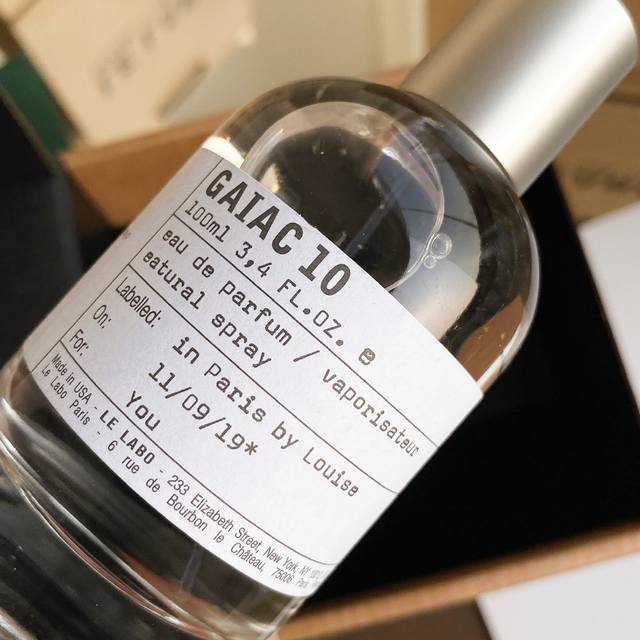 GAIAC 10
100ml 3,4 FL.OZ. e
eau de parfum / vaporisateur
eatural spray
Labelled: in Paris by Louise
On: 11/09/19*
For: You
Made in USA - LE LABO - 233 Elizabeth Street, New York, NY
Le Labo Paris - 6 rue de Bourbon le Château, 75006 Paris